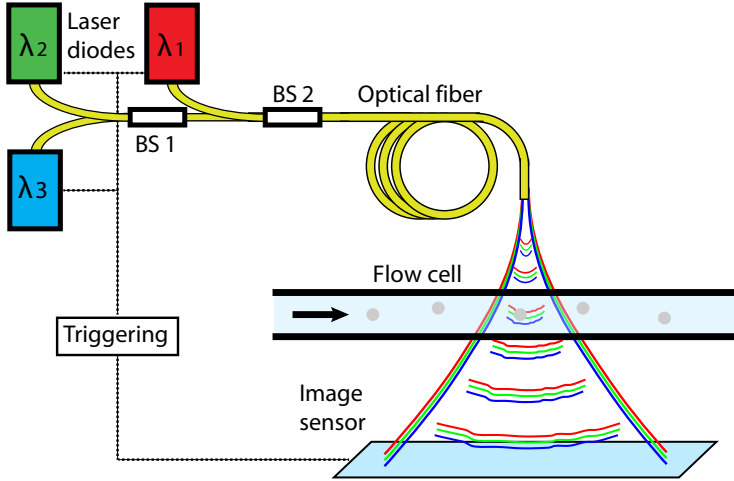 λ2
Laser
diodes
λ1
BS 2
Optical fiber
BS 1
λ3
Flow cell
Triggering
Image
sensor